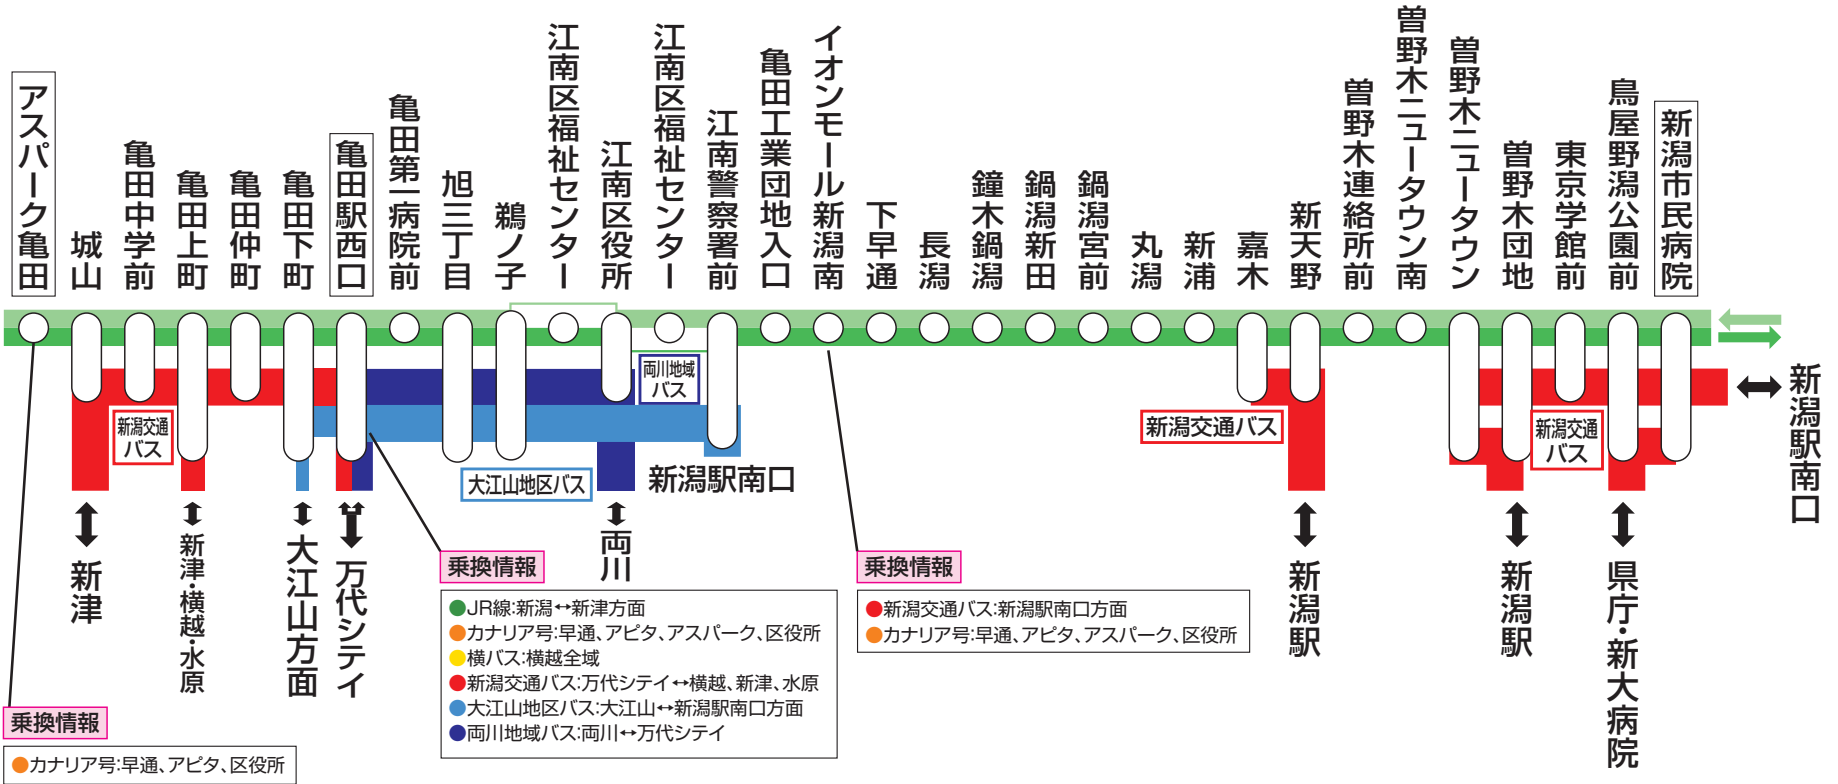 アスパーク亀田
城山
亀田中学前
亀田上町
亀田仲町
亀田下町
亀田駅西口
亀田第一病院前
旭三丁目
鵜ノ子
江南区福祉センター
江南区役所
江南区福祉センター
江南警察署前
亀田工業団地入口
イオンモール新潟南
下早通
長潟
鐘木鍋潟
鍋潟新田
鍋潟宮前
丸潟
新浦
嘉木
新天野
曽野木連絡所前
曽野木ニュータウン南
曽野木ニュータウン
曽野木団地
東京学館前
鳥屋野潟公園前
新潟市民病院
新潟交通
バス
両川地域
バス
大江山地区バス
新潟駅南口
新潟交通バス
新潟交通
バス
新潟駅南口
新津
新津・横越・水原
大江山方面
万代シテイ
両川
新潟駅
新潟駅
県庁・新大病院
乗換情報
●カナリア号:早通、アピタ、区役所
乗換情報
●JR線:新潟↔新津方面
●カナリア号:早通、アピタ、アスパーク、区役所
●横バス:横越全域
●新潟交通バス:万代シテイ↔横越、新津、水原
●大江山地区バス:大江山↔新潟駅南口方面
●両川地域バス:両川↔万代シテイ
乗換情報
●新潟交通バス:新潟駅南口方面
●カナリア号:早通、アピタ、アスパーク、区役所